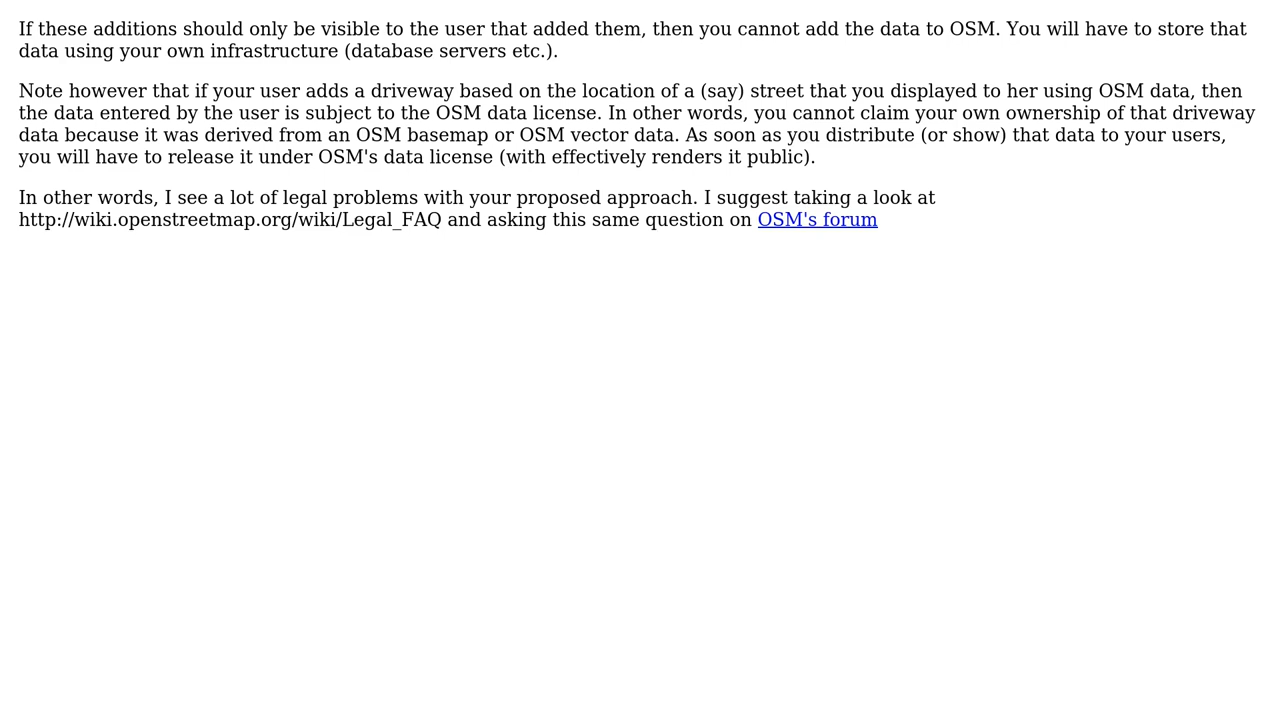 If these additions should only be visible to the user that added them, then you cannot add the data to OSM. You will have to store that
data using your own infrastructure (database servers etc.).
Note however that if your user adds a driveway based on the location of a (say) street that you displayed to her using OSM data, then
the data entered by the user is subject to the OSM data license. In other words, you cannot claim your own ownership of that driveway
data because it was derived from an OSM basemap or OSM vector data. As soon as you distribute (or show) that data to your users,
you will have to release it under OSM's data license (with effectively renders it public).
In other words, I see a lot of legal problems with your proposed approach. I suggest taking a look at
http://wiki.openstreetmap.org/wiki/Legal_FAQ and asking this same question on OSM's forum